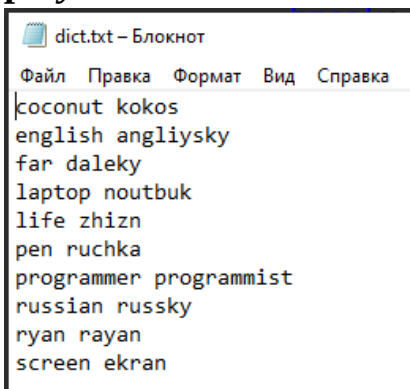 dict.txt – Блокнот
Файл Правка Формат Вид Справка
coconut kokos
english angliysky
far daleky
laptop noutbuk
life zhizn
pen ruchka
programmer programmist
russian russky
ryan rayan
screen ekran